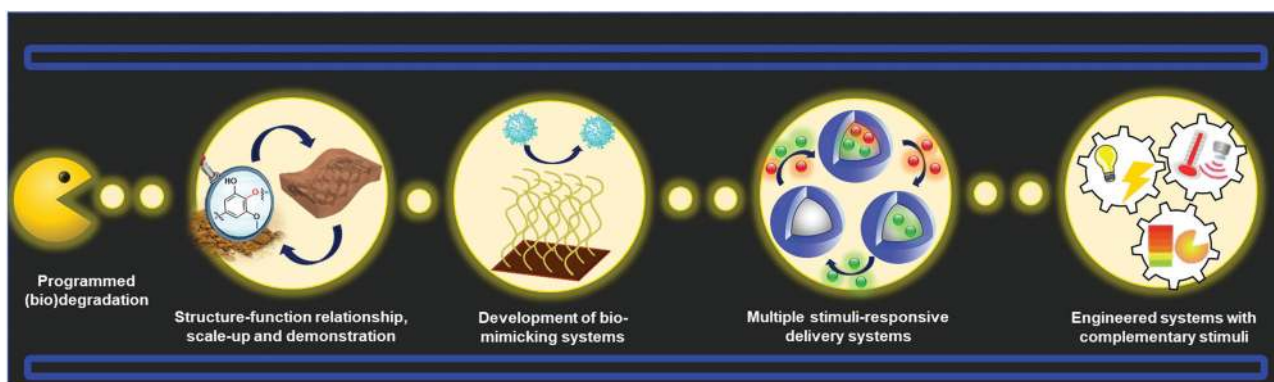 HO
Programmed
(bio)degradation
Structure-function relationship,
scale-up and demonstration
Development of bio-
mimicking systems
Multiple stimuli-responsive
delivery systems
Engineered systems with
complementary stimuli